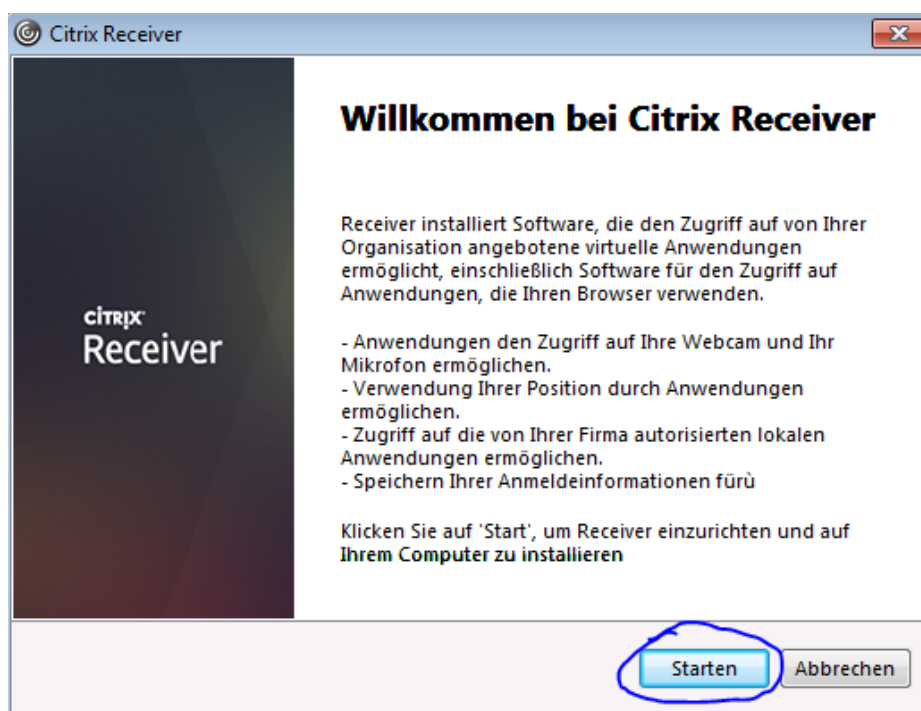 Citrix Receiver
Willkommen bei Citrix Receiver
Receiver installiert Software, die den Zugriff auf von Ihrer
Organisation angebotene virtuelle Anwendungen
ermöglicht, einschließlich Software für den Zugriff auf
Anwendungen, die Ihren Browser verwenden.
- Anwendungen den Zugriff auf Ihre Webcam und Ihr
Mikrofon ermöglichen.
- Verwendung Ihrer Position durch Anwendungen
ermöglichen.
- Zugriff auf die von Ihrer Firma autorisierten lokalen
Anwendungen ermöglichen.
- Speichern Ihrer Anmeldeinformationen fürù
Klicken Sie auf 'Start', um Receiver einzurichten und auf
Ihrem Computer zu installieren
CITRIX
Receiver
Starten
Abbrechen